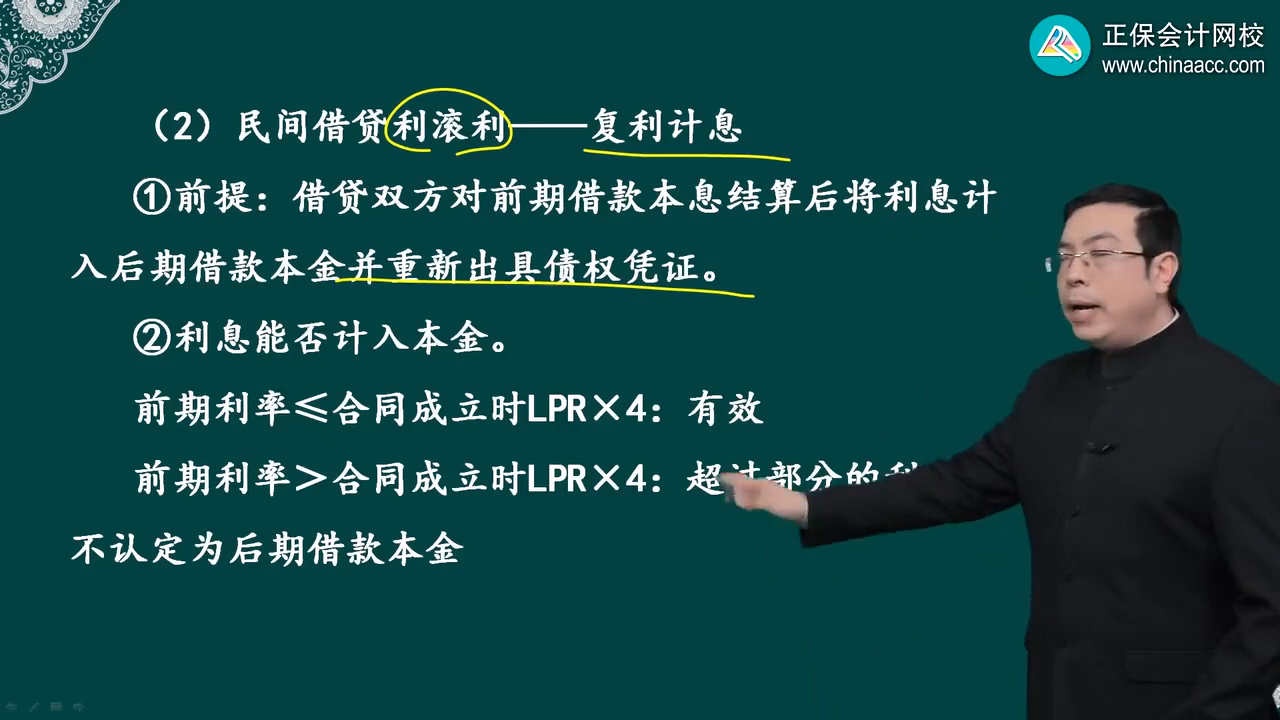 正保会计网校
www.chinaacc.com
（2）民间借贷利滚利——复利计息
①前提：借贷双方对前期借款本息结算后将利息计
入后期借款本金并重新出具债权凭证。
②利息能否计入本金。
前期利率≤合同成立时LPR×4：有效
前期利率＞合同成立时LPR×4：超过部分的
不认定为后期借款本金